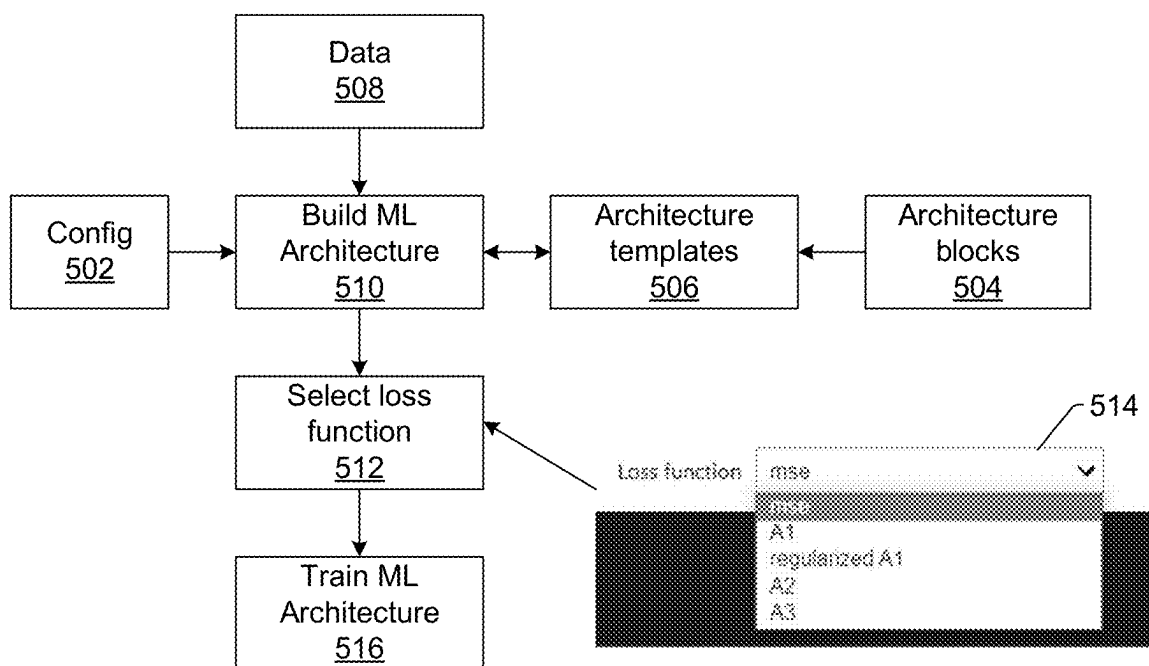 Data
508
Config
502
Build ML
Architecture
510
Architecture
templates
506
Architecture
blocks
504
Select loss
function
512
514
Loss function mse
mse
A1
regularized A1
A2
A3
Train ML
Architecture
516